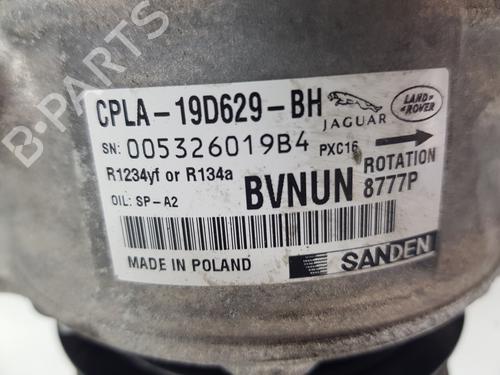 B-PARTS
CPLA-19D629-BH
JAGUAR
LAND-ROVER
SN: 005326019B4 PXC16
R1234yf or R134a
ROTATION
OIL: SP-A2
BVNUN 8777P
MADE IN POLAND
SANDEN